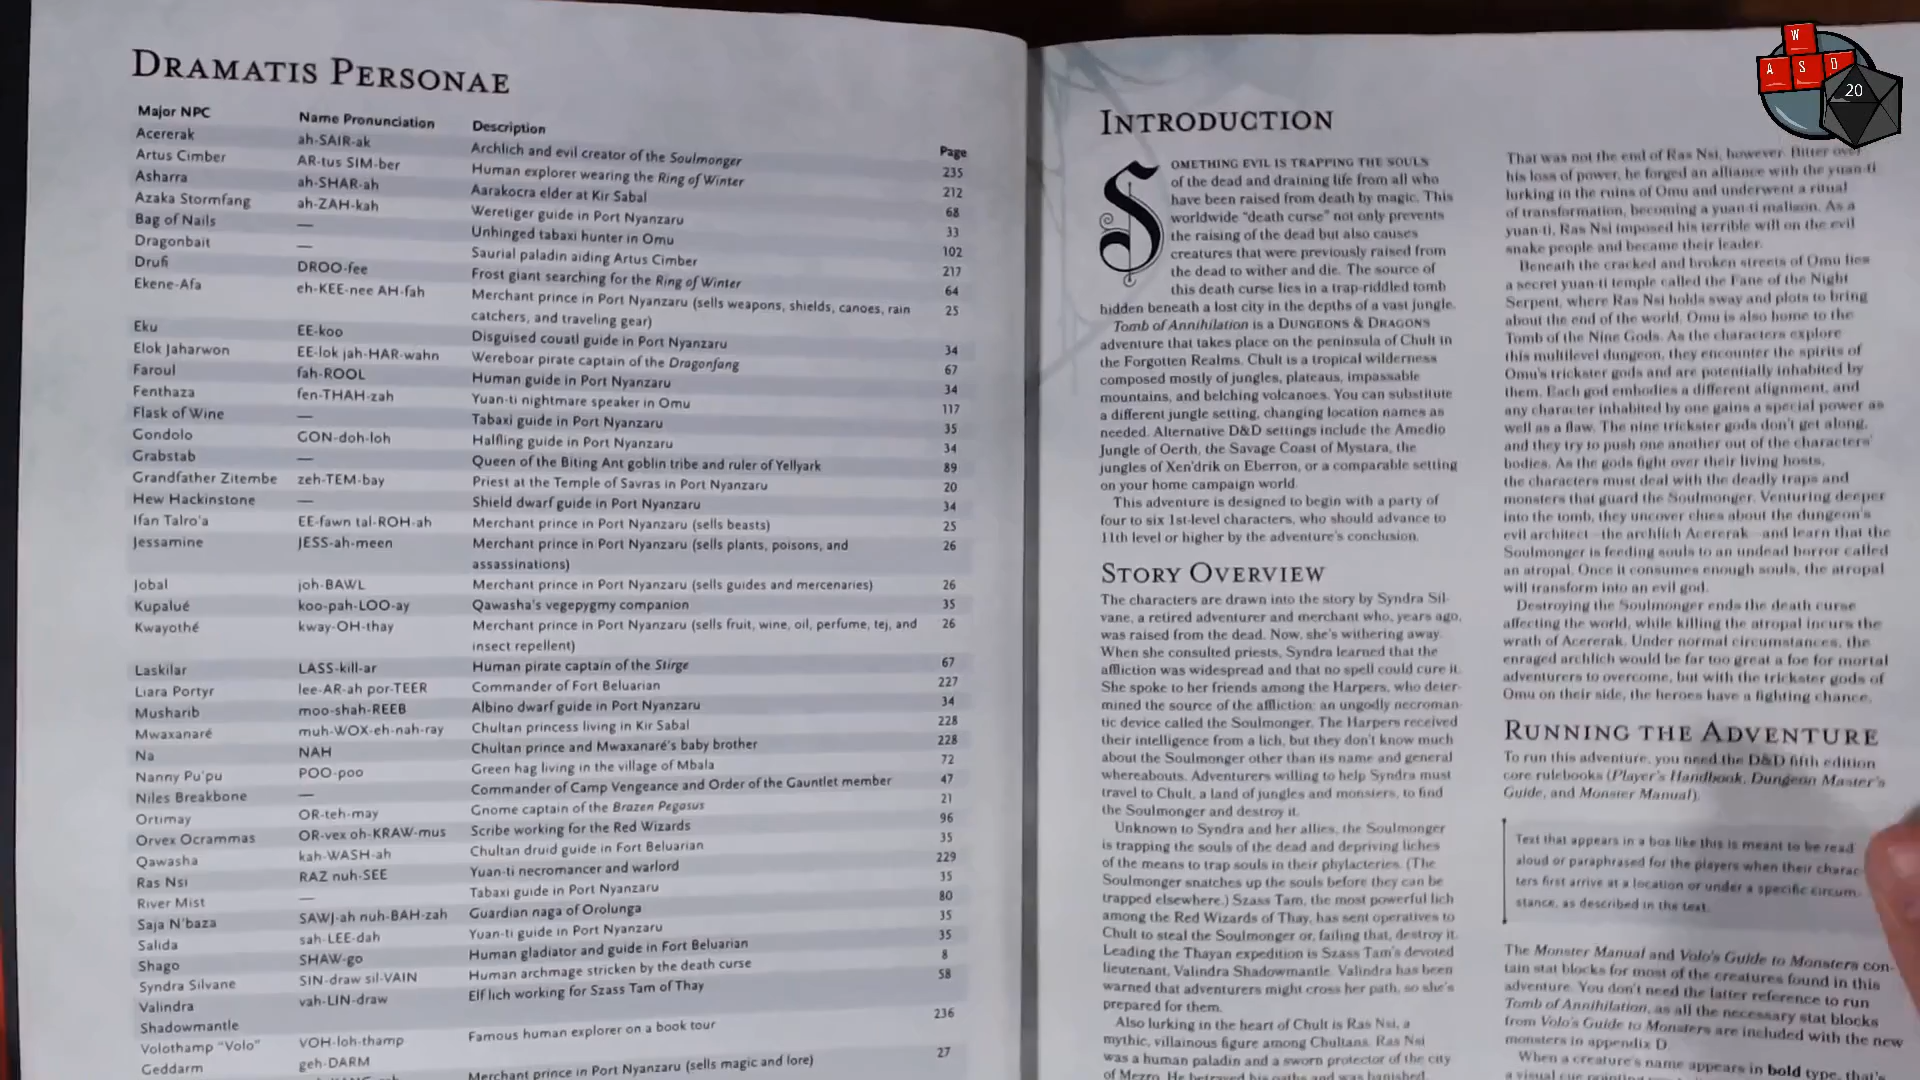 DRAMATIS PERSONAE
Major NPC Name Pronunciation Description Page
Acererak ah-SAIR-ak Archlich and evil creator of the Soulmonger 235
Artus Cimber AR-tus SIM-ber Human explorer wearing the Ring of Winter 212
Asharra ah-SHAR-ah Aarakocra elder at Kir Sabal 68
Azaka Stormfang ah-ZAH-kah Weretiger guide in Port Nyanzaru 33
Bag of Nails — Unhinged tabaxi hunter in Omu 102
Dragonbait — Saurial paladin aiding Artus Cimber 217
Drufi DROO-fee Frost giant searching for the Ring of Winter 64
Ekene-Afa eh-KEE-nee AH-fah Merchant prince in Port Nyanzaru (sells weapons, shields, canoes, rain 25
catchers, and traveling gear)
Eku EE-koo Disguised couatl guide in Port Nyanzaru 34
Elok Jaharwon EE-lok jah-HAR-wahn Wereboar pirate captain of the Dragonfang 67
Faroul fah-ROOL Human guide in Port Nyanzaru 34
Fenthaza fen-THAH-zah Yuan-ti nightmare speaker in Omu 117
Flask of Wine — Tabaxi guide in Port Nyanzaru 35
Gondolo GON-doh-loh Halfling guide in Port Nyanzaru 34
Grabstab — Queen of the Biting Ant goblin tribe and ruler of Yellyark 89
Grandfather Zitembe zeh-TEM-bay Priest at the Temple of Savras in Port Nyanzaru 20
Hew Hackinstone — Shield dwarf guide in Port Nyanzaru 34
Ifan Talro'a EE-fawn tal-ROH-ah Merchant prince in Port Nyanzaru (sells beasts) 25
Jessamine JESS-ah-meen Merchant prince in Port Nyanzaru (sells plants, poisons, and 26
assassinations)
Jobal joh-BAWL Merchant prince in Port Nyanzaru (sells guides and mercenaries) 26
Kupalué koo-pah-LOO-ay Qawasha's vegepygmy companion 35
Kwayothé kway-OH-thay Merchant prince in Port Nyanzaru (sells fruit, wine, oil, perfume, tej, and 26
insect repellent)
Laskilar LASS-kill-ar Human pirate captain of the Stirge 67
Liara Portyr lee-AR-ah por-TEER Commander of Fort Beluarian 227
Musharib moo-shah-REEB Albino dwarf guide in Port Nyanzaru 34
Mwaxanaré muh-WOX-eh-nah-ray Chultan princess living in Kir Sabal 228
Na NAH Chultan prince and Mwaxanaré's baby brother 228
Nanny Pu'pu POO-poo Green hag living in the village of Mbala 72
Niles Breakbone — Commander of Camp Vengeance and Order of the Gauntlet member 47
Ortimay OR-teh-may Gnome captain of the Brazen Pegasus 21
Orvex Ocrammas OR-vex oh-KRAW-mus Scribe working for the Red Wizards 96
Qawasha kah-WASH-ah Chultan druid guide in Fort Beluarian 35
Ras Nsi RAZ nuh-SEE Yuan-ti necromancer and warlord 229
River Mist — Tabaxi guide in Port Nyanzaru 35
Saja N'baza SAWJ-ah nuh-BAH-zah Guardian naga of Orolunga 80
Salida sah-LEE-dah Yuan-ti guide in Port Nyanzaru 35
Shago SHAW-go Human gladiator and guide in Fort Beluarian 35
Syndra Silvane SIN-draw sil-VAIN Human archmage stricken by the death curse 8
Valindra vah-LIN-draw Elf lich working for Szass Tam of Thay 58
Shadowmantle
Volothamp "Volo" VOH-loh-thamp Famous human explorer on a book tour 236
Geddarm geh-DARM
Merchant prince in Port Nyanzaru (sells magic and lore) 27
INTRODUCTION
SOMETHING EVIL IS TRAPPING THE SOULS
of the dead and draining life from all who
have been raised from death by magic. This
worldwide "death curse" not only prevents
the raising of the dead but also causes
creatures that were previously raised from
the dead to wither and die. The source of
this death curse lies in a trap-riddled tomb
hidden beneath a lost city in the depths of a vast jungle.
Tomb of Annihilation is a DUNGEONS & DRAGONS
adventure that takes place on the peninsula of Chult in
the Forgotten Realms. Chult is a tropical wilderness
composed mostly of jungles, plateaus, impassable
mountains, and belching volcanoes. You can substitute
a different jungle setting, changing location names as
needed. Alternative D&D settings include the Amedio
Jungle of Oerth, the Savage Coast of Mystara, the
jungles of Xen'drik on Eberron, or a comparable setting
on your home campaign world.
This adventure is designed to begin with a party of
four to six 1st-level characters, who should advance to
11th level or higher by the adventure's conclusion.
STORY OVERVIEW
The characters are drawn into the story by Syndra Sil-
vane, a retired adventurer and merchant who, years ago,
was raised from the dead. Now, she's withering away.
When she consulted priests, Syndra learned that the
affliction was widespread and that no spell could cure it.
She spoke to her friends among the Harpers, who deter-
mined the source of the affliction: an ungodly necroman-
tic device called the Soulmonger. The Harpers received
their intelligence from a lich, but they don't know much
about the Soulmonger other than its name and general
whereabouts. Adventurers willing to help Syndra must
travel to Chult, a land of jungles and monsters, to find
the Soulmonger and destroy it.
Unknown to Syndra and her allies, the Soulmonger
is trapping the souls of the dead and depriving liches
of the means to trap souls in their phylacteries. (The
Soulmonger snatches up the souls before they can be
trapped elsewhere.) Szass Tam, the most powerful lich
among the Red Wizards of Thay, has sent operatives to
Chult to steal the Soulmonger or, failing that, destroy it.
Leading the Thayan expedition is Szass Tam's devoted
lieutenant, Valindra Shadowmantle. Valindra has been
warned that adventurers might cross her path, so she's
prepared for them.
Also lurking in the heart of Chult is Ras Nsi, a
mythic, villainous figure among Chultans. Ras Nsi
was a human paladin and a sworn protector of the city
of Mezro. He betrayed his oaths and was banished.
That was not the end of Ras Nsi, however. Bitter over
his loss of power, he forged an alliance with the yuan-ti
lurking in the ruins of Omu and underwent a ritual
of transformation, becoming a yuan-ti malison. As a
yuan-ti, Ras Nsi imposed his terrible will on the evil
snake people and became their leader.
Beneath the cracked and broken streets of Omu lies
a secret yuan-ti temple called the Fane of the Night
Serpent, where Ras Nsi holds sway and plots to bring
about the end of the world. Omu is also home to the
Tomb of the Nine Gods. As the characters explore
this multilevel dungeon, they encounter the spirits of
Omu's trickster gods and are potentially inhabited by
them. Each god embodies a different alignment, and
any character inhabited by one gains a special power as
well as a flaw. The nine trickster gods don't get along,
and they try to push one another out of the characters'
bodies. As the gods fight over their living hosts,
the characters must deal with the deadly traps and
monsters that guard the Soulmonger. Venturing deeper
into the tomb, they uncover clues about the dungeon's
evil architect—the archlich Acererak—and learn that the
Soulmonger is feeding souls to an undead horror called
an atropal. Once it consumes enough souls, the atropal
will transform into an evil god.
Destroying the Soulmonger ends the death curse
affecting the world, while killing the atropal incurs the
wrath of Acererak. Under normal circumstances, the
enraged archlich would be far too great a foe for mortal
adventurers to overcome, but with the trickster gods of
Omu on their side, the heroes have a fighting chance.
RUNNING THE ADVENTURE
To run this adventure, you need the D&D fifth edition
core rulebooks (Player's Handbook, Dungeon Master's
Guide, and Monster Manual).
Text that appears in a box like this is meant to be read
aloud or paraphrased for the players when their charac-
ters first arrive at a location or under a specific circum-
stance, as described in the text.
The Monster Manual and Volo's Guide to Monsters con-
tain stat blocks for most of the creatures found in this
adventure. You don't need the latter reference to run
Tomb of Annihilation, as all the necessary stat blocks
from Volo's Guide to Monsters are included with the new
monsters in appendix D.
When a creature's name appears in bold type, that's
a visual cue pointing
W
A S D
20